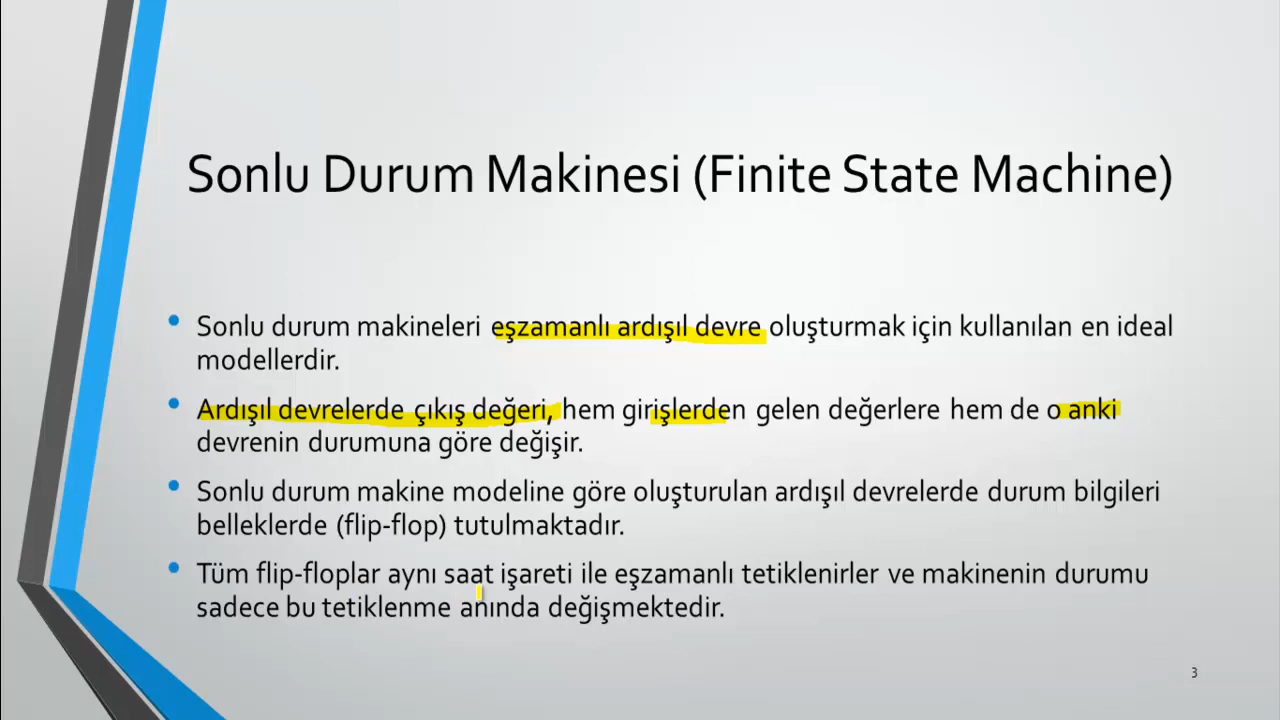 Sonlu Durum Makinesi (Finite State Machine)
• Sonlu durum makineleri eşzamanlı ardışıl devre oluşturmak için kullanılan en ideal
modellerdir.
• Ardışıl devrelerde çıkış değeri, hem girişlerden gelen değerlere hem de o anki
devrenin durumuna göre değişir.
• Sonlu durum makine modeline göre oluşturulan ardışıl devrelerde durum bilgileri
belleklerde (flip-flop) tutulmaktadır.
• Tüm flip-floplar aynı saat işareti ile eşzamanlı tetiklenirler ve makinenin durumu
sadece bu tetiklenme anında değişmektedir.
3